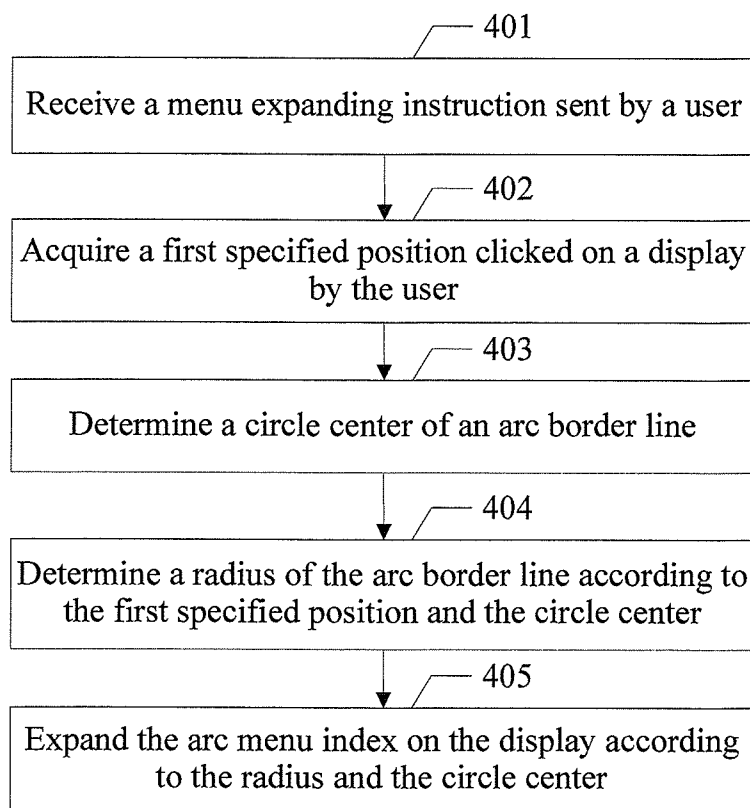 401
Receive a menu expanding instruction sent by a user
402
Acquire a first specified position clicked on a display
by the user
403
Determine a circle center of an arc border line
404
Determine a radius of the arc border line according to
the first specified position and the circle center
405
Expand the arc menu index on the display according
to the radius and the circle center